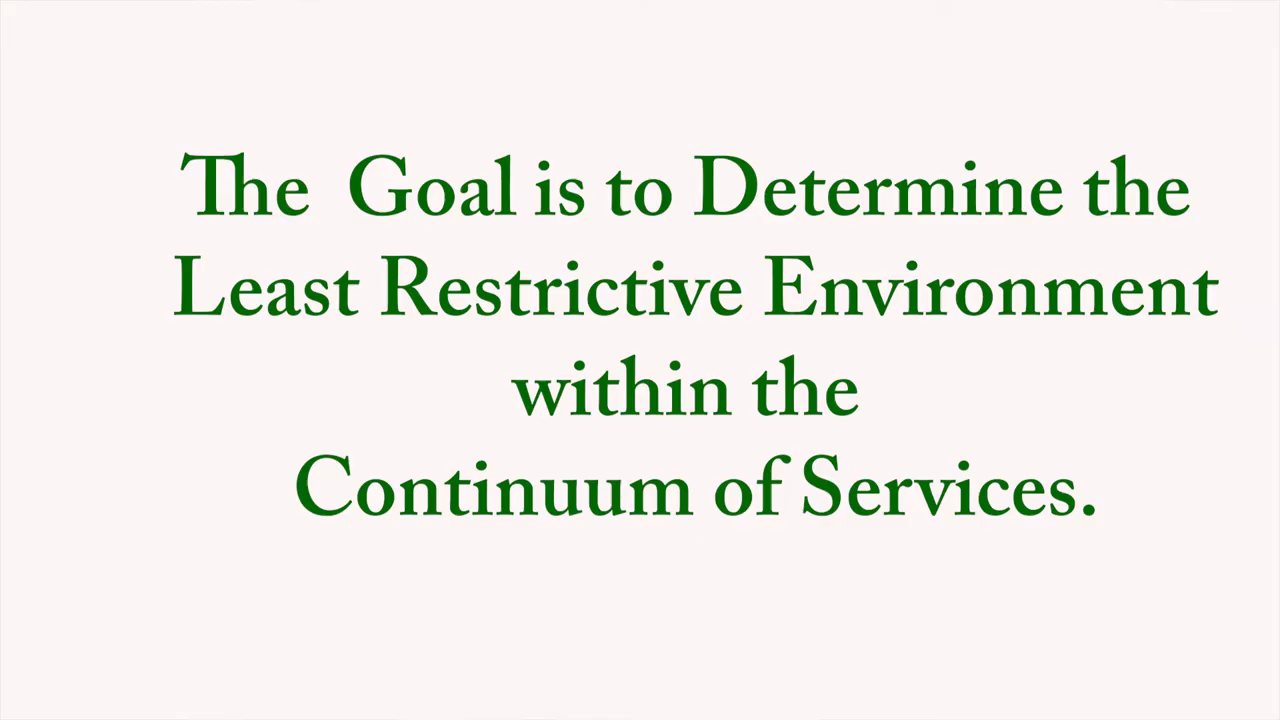 The  Goal is to Determine the
Least Restrictive Environment
within the
Continuum of Services.